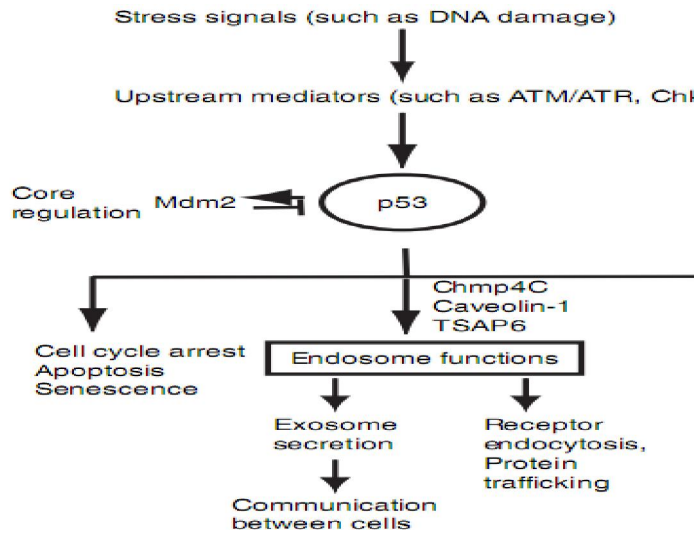 Stress signals (such as DNA damage)
Upstream mediators (such as ATM/ATR, Chk
Core
regulation
Mdm2
p53
Chmp4C
Caveolin-1
TSAP6
Cell cycle arrest
Apoptosis
Senescence
Endosome functions
Exosome
secretion
Receptor
endocytosis,
Protein
trafficking
Communication
between cells